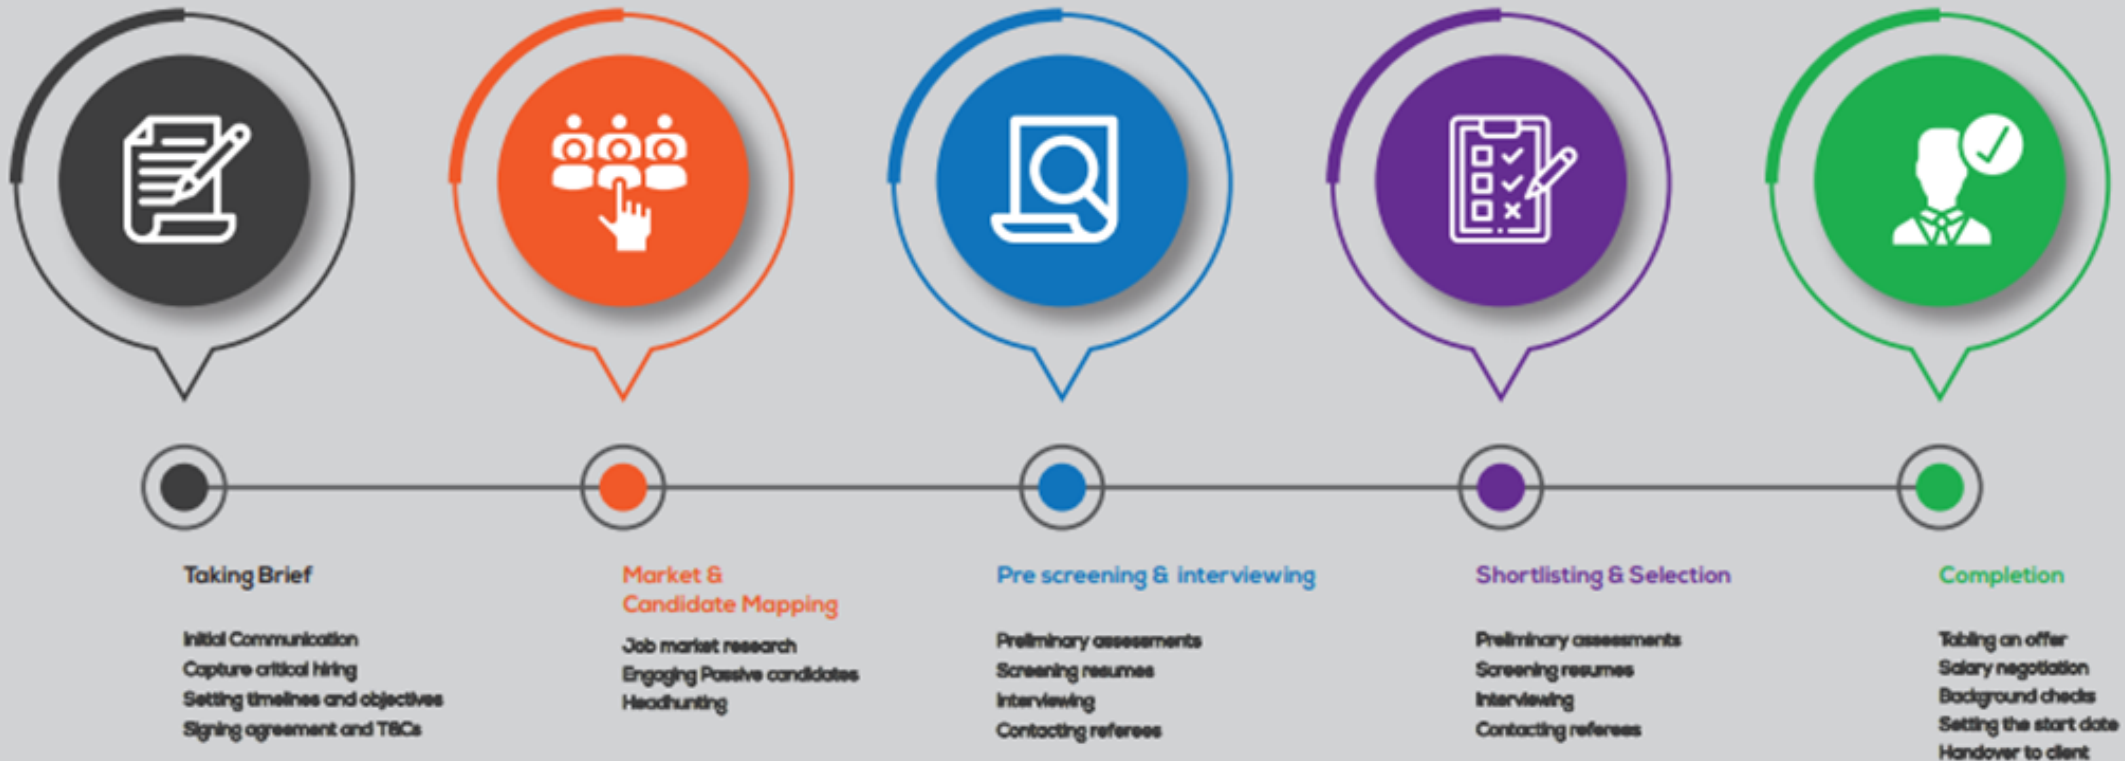 Taking Brief
Initial Communication
Capture critical hiring
Setting timelines and objectives
Signing agreement and T&Cs
Market &
Candidate Mapping
Job market research
Engaging Passive candidates
Headhunting
Pre screening & interviewing
Preliminary assessments
Screening resumes
Interviewing
Contacting referees
Shortlisting & Selection
Preliminary assessments
Screening resumes
Interviewing
Contacting referees
Completion
Tabling an offer
Salary negotiation
Background checks
Setting the start date
Handover to client